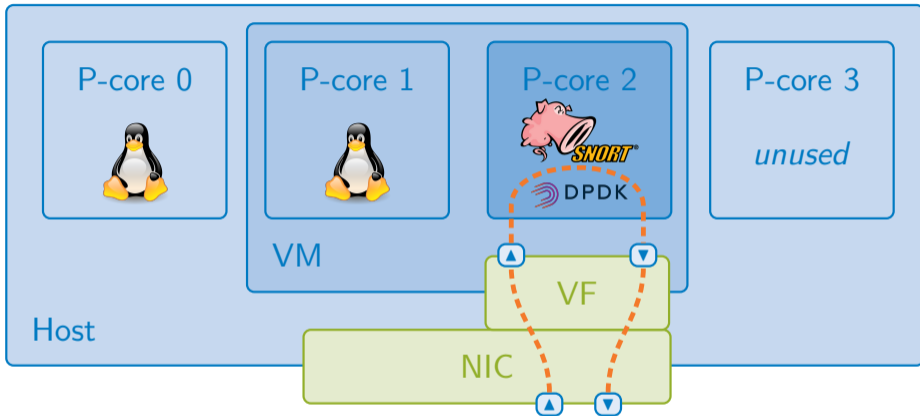 P-core 0
P-core 1
P-core 2
P-core 3
SNORT®
unused
DPDK
VM
VF
Host
NIC